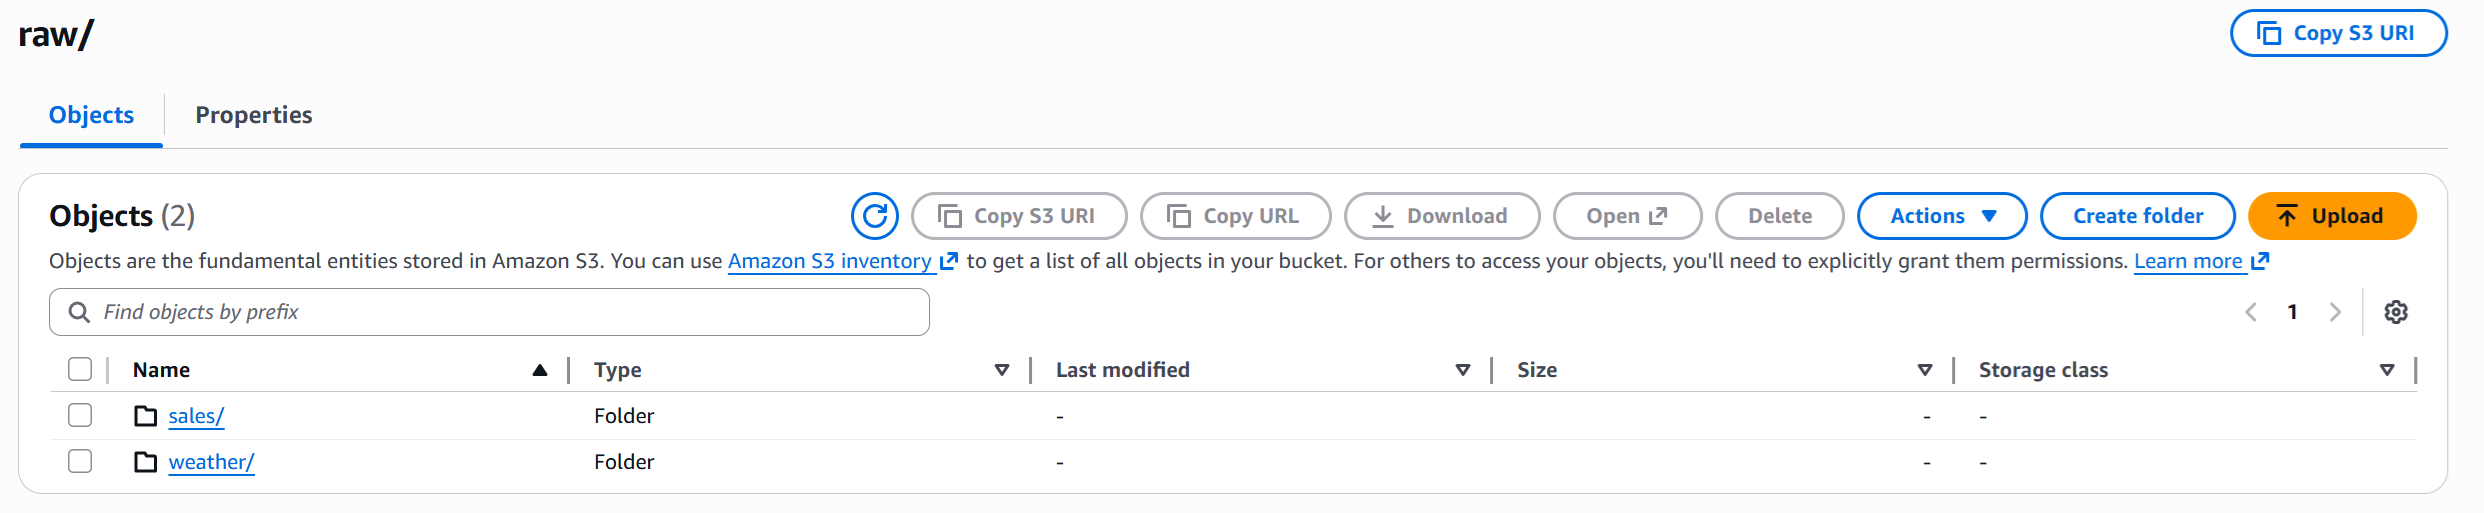 raw/
Copy S3 URI
Objects
Properties
Objects (2)
Copy S3 URI
Copy URL
Download
Open
Delete
Actions
Create folder
Upload
Objects are the fundamental entities stored in Amazon S3. You can use Amazon S3 inventory to get a list of all objects in your bucket. For others to access your objects, you'll need to explicitly grant them permissions. Learn more
Find objects by prefix
1
Name Type Last modified Size Storage class
sales/ Folder - - -
weather/ Folder - - -